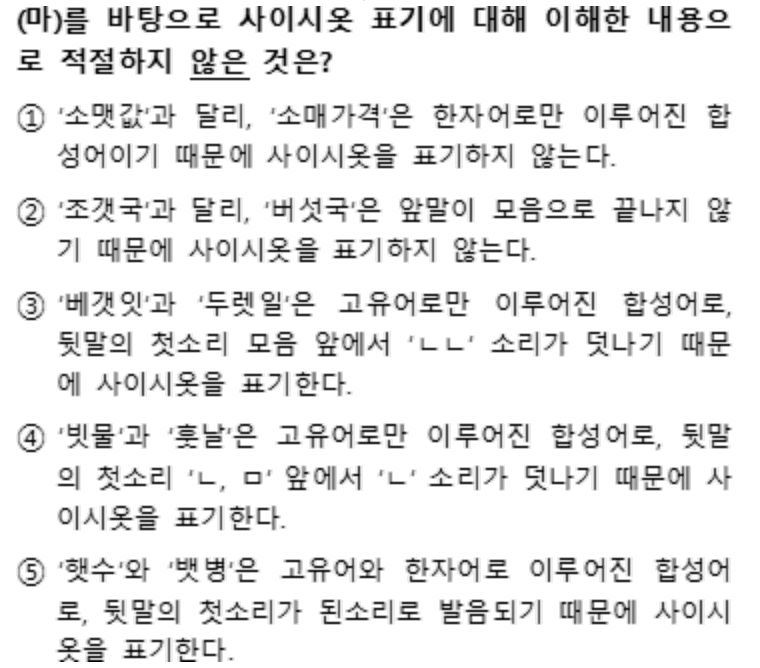 (마)를 바탕으로 사이시옷 표기에 대해 이해한 내용으
로 적절하지 않은 것은?
① '소맷값'과 달리, '소매가격'은 한자어로만 이루어진 합
성어이기 때문에 사이시옷을 표기하지 않는다.
② '조갯국'과 달리, '버섯국'은 앞말이 모음으로 끝나지 않
기 때문에 사이시옷을 표기하지 않는다.
③ '베갯잇'과 '두렛일'은 고유어로만 이루어진 합성어로,
뒷말의 첫소리 모음 앞에서 'ㄴㄴ' 소리가 덧나기 때문
에 사이시옷을 표기한다.
④ '빗물'과 '훗날'은 고유어로만 이루어진 합성어로, 뒷말
의 첫소리 'ㄴ, ㅁ' 앞에서 'ㄴ' 소리가 덧나기 때문에 사
이시옷을 표기한다.
⑤ '햇수'와 '뱃병'은 고유어와 한자어로 이루어진 합성어
로, 뒷말의 첫소리가 된소리로 발음되기 때문에 사이시
옷을 표기한다.